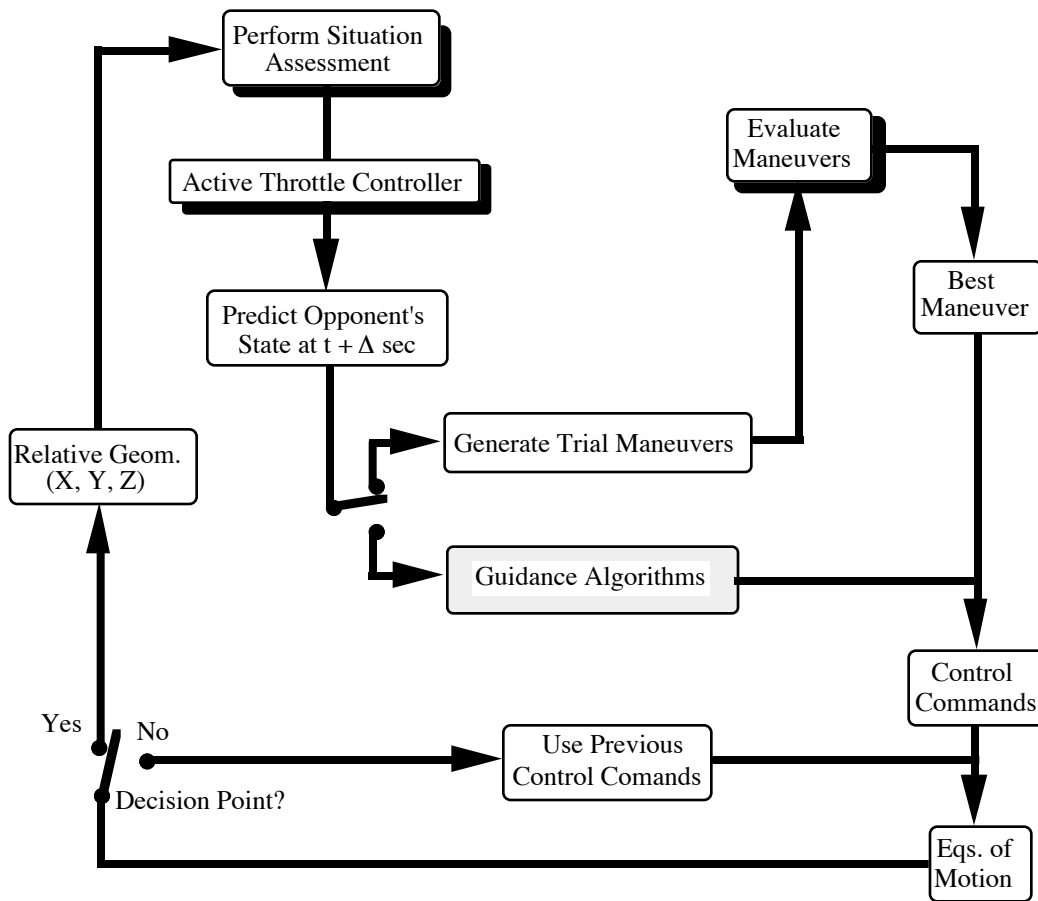 Perform Situation
Assessment
Active Throttle Controller
Evaluate
Maneuvers
Predict Opponent's
State at t + Δ sec
Best
Maneuver
Generate Trial Maneuvers
Relative Geom.
(X, Y, Z)
Guidance Algorithms
Control
Commands
Yes
No
Use Previous
Control Comands
Decision Point?
Eqs. of
Motion